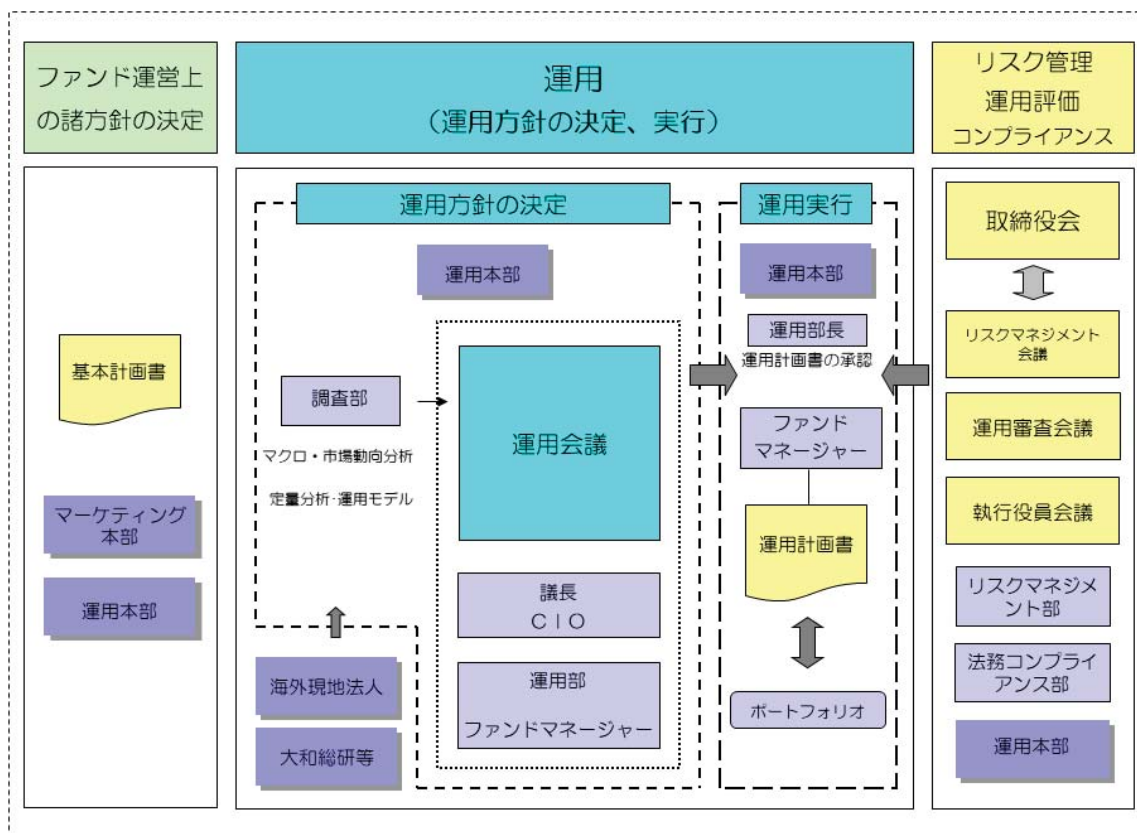 ファンド運営上
の諸方針の決定
運用
（運用方針の決定、実行）
リスク管理
運用評価
コンプライアンス
基本計画書
マーケティング
本部
運用本部
運用方針の決定
運用本部
調査部
マクロ・市場動向分析
定量分析・運用モデル
運用会議
議長
ＣＩＯ
運用部
ファンドマネージャー
海外現地法人
大和総研等
運用実行
運用本部
運用部長
運用計画書の承認
ファンド
マネージャー
運用計画書
ポートフォリオ
取締役会
リスクマネジメント
会議
運用審査会議
執行役員会議
リスクマネジメ
ント部
法務コンプライ
アンス部
運用本部